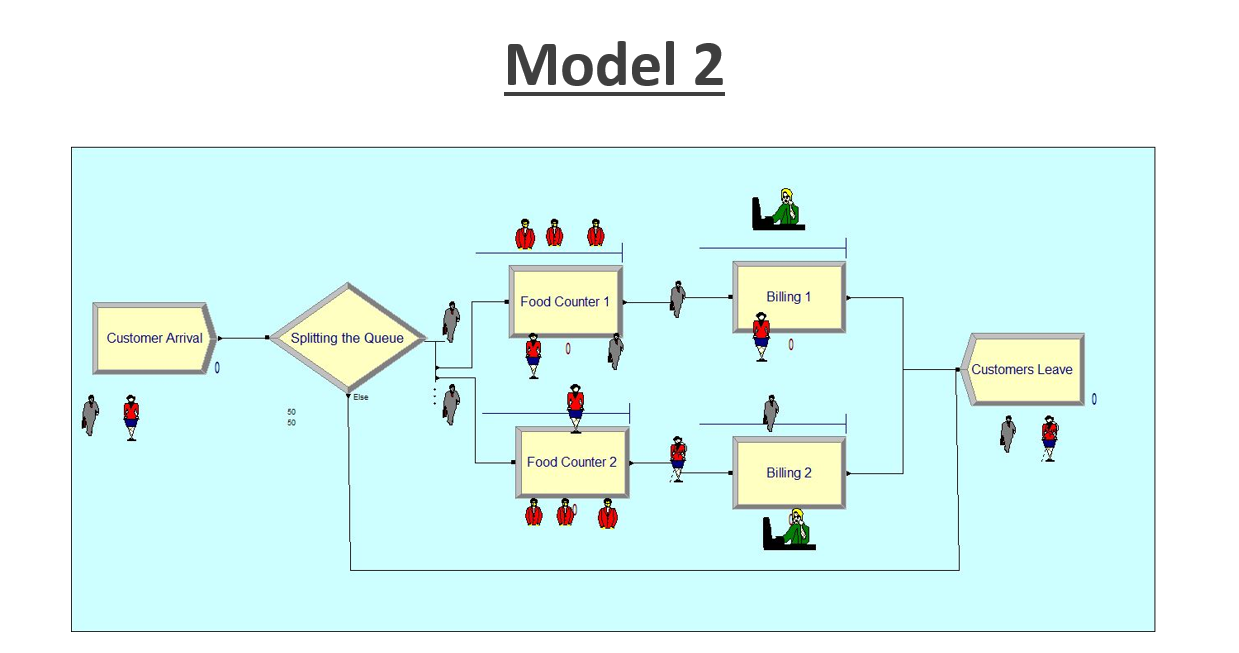 Model 2
Customer Arrival
0
Splitting the Queue
Else
50
50
Food Counter 1
0
Billing 1
0
Food Counter 2
0
Billing 2
Customers Leave
0